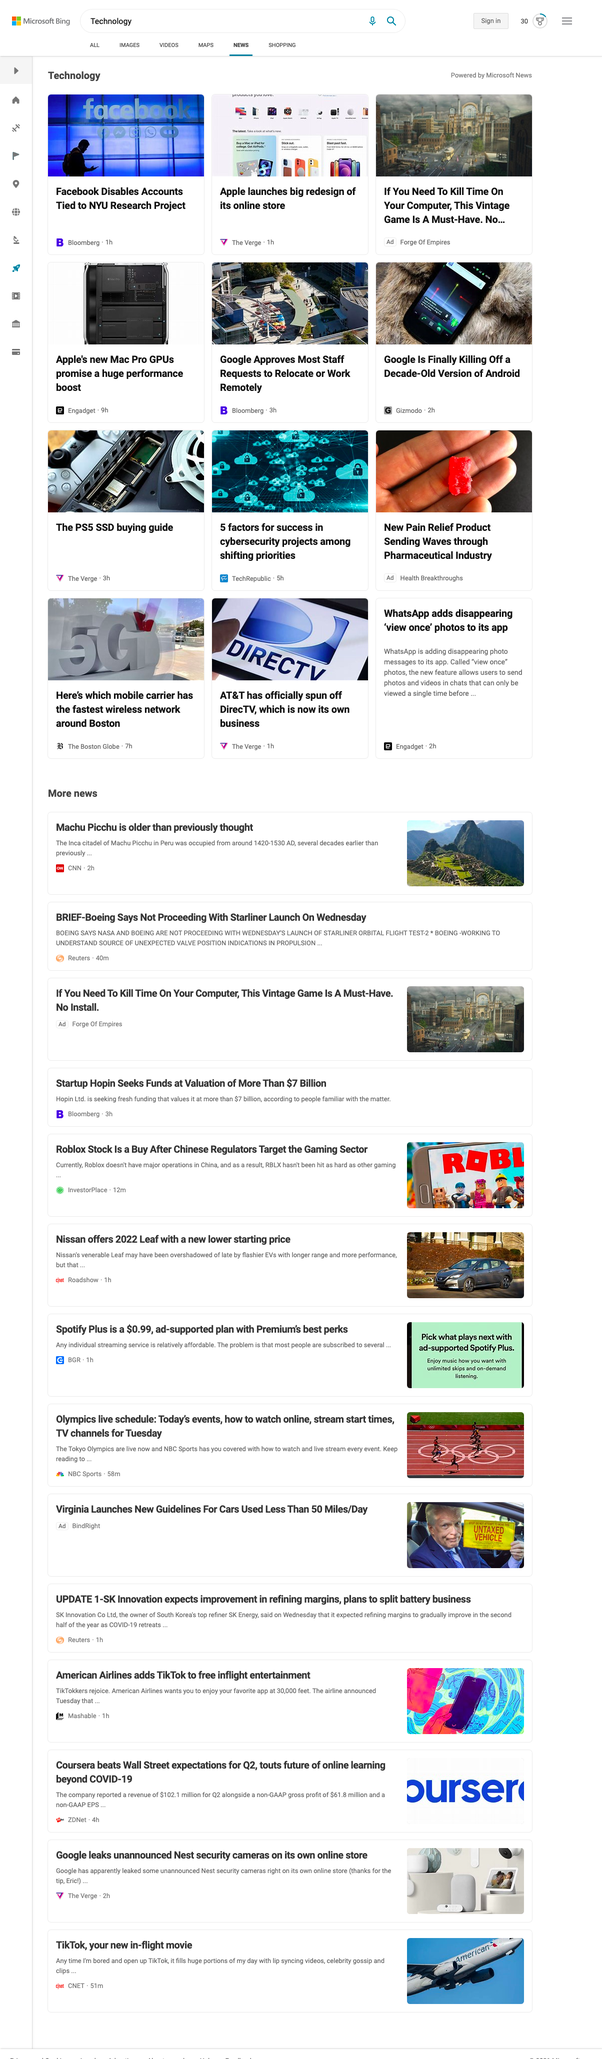 Microsoft Bing
Technology
Sign in
30
ALL
IMAGES
VIDEOS
MAPS
NEWS
SHOPPING
Technology
Powered by Microsoft News
facebook
Facebook Disables Accounts
Tied to NYU Research Project
Bloomberg · 1h
Apple launches big redesign of
its online store
The Verge · 1h
If You Need To Kill Time On
Your Computer, This Vintage
Game Is A Must-Have. No...
Ad Forge Of Empires
Apple's new Mac Pro GPUs
promise a huge performance
boost
Engadget · 9h
Google Approves Most Staff
Requests to Relocate or Work
Remotely
Bloomberg · 3h
Google Is Finally Killing Off a
Decade-Old Version of Android
Gizmodo · 2h
The PS5 SSD buying guide
The Verge · 3h
5 factors for success in
cybersecurity projects among
shifting priorities
TechRepublic · 5h
New Pain Relief Product
Sending Waves through
Pharmaceutical Industry
Ad Health Breakthroughs
5G
Here's which mobile carrier has
the fastest wireless network
around Boston
The Boston Globe · 7h
DIRECTV
AT&T has officially spun off
DirecTV, which is now its own
business
The Verge · 1h
WhatsApp adds disappearing
'view once' photos to its app
WhatsApp is adding disappearing photo
messages to its app. Called "view once"
photos, the new feature allows users to send
photos and videos in chats that can only be
viewed a single time before ...
Engadget · 2h
More news
Machu Picchu is older than previously thought
The Inca citadel of Machu Picchu in Peru was occupied from around 1420-1530 AD, several decades earlier than
previously ...
CNN · 2h
BRIEF-Boeing Says Not Proceeding With Starliner Launch On Wednesday
BOEING SAYS NASA AND BOEING ARE NOT PROCEEDING WITH WEDNESDAY'S LAUNCH OF STARLINER ORBITAL FLIGHT TEST-2 * BOEING -WORKING TO
UNDERSTAND SOURCE OF UNEXPECTED VALVE POSITION INDICATIONS IN PROPULSION ...
Reuters · 40m
If You Need To Kill Time On Your Computer, This Vintage Game Is A Must-Have.
No Install.
Ad Forge Of Empires
Startup Hopin Seeks Funds at Valuation of More Than $7 Billion
Hopin Ltd. is seeking fresh funding that values it at more than $7 billion, according to people familiar with the matter.
Bloomberg · 3h
Roblox Stock Is a Buy After Chinese Regulators Target the Gaming Sector
Currently, Roblox doesn't have major operations in China, and as a result, RBLX hasn't been hit as hard as other gaming
...
InvestorPlace · 12m
ROBL
Nissan offers 2022 Leaf with a new lower starting price
Nissan's venerable Leaf may have been overshadowed of late by flashier EVs with longer range and more performance,
but that ...
Roadshow · 1h
Spotify Plus is a $0.99, ad-supported plan with Premium's best perks
Any individual streaming service is relatively affordable. The problem is that most people are subscribed to several ...
BGR · 1h
Pick what plays next with
ad-supported Spotify Plus.
Enjoy music how you want with
unlimited skips and on-demand
listening.
Olympics live schedule: Today's events, how to watch online, stream start times,
TV channels for Tuesday
The Tokyo Olympics are live now and NBC Sports has you covered with how to watch and live stream every event. Keep
reading to ...
NBC Sports · 58m
Virginia Launches New Guidelines For Cars Used Less Than 50 Miles/Day
Ad BindRight
UNTAXED
VEHICLE
UPDATE 1-SK Innovation expects improvement in refining margins, plans to split battery business
SK Innovation Co Ltd, the owner of South Korea's top refiner SK Energy, said on Wednesday that it expected refining margins to gradually improve in the second
half of the year as COVID-19 retreats ...
Reuters · 1h
American Airlines adds TikTok to free inflight entertainment
TikTokkers rejoice. American Airlines wants you to enjoy your favorite app at 30,000 feet. The airline announced
Tuesday that ...
Mashable · 1h
Coursera beats Wall Street expectations for Q2, touts future of online learning
beyond COVID-19
The company reported a revenue of $102.1 million for Q2 alongside a non-GAAP gross profit of $61.8 million and a
non-GAAP EPS ...
ZDNet · 4h
oursera
Google leaks unannounced Nest security cameras on its own online store
Google has apparently leaked some unannounced Nest security cameras right on its own online store (thanks for the
tip, Eric!) ...
The Verge · 2h
TikTok, your new in-flight movie
Any time I'm bored and open up TikTok, it fills huge portions of my day with lip syncing videos, celebrity gossip and
clips ...
CNET · 51m
American